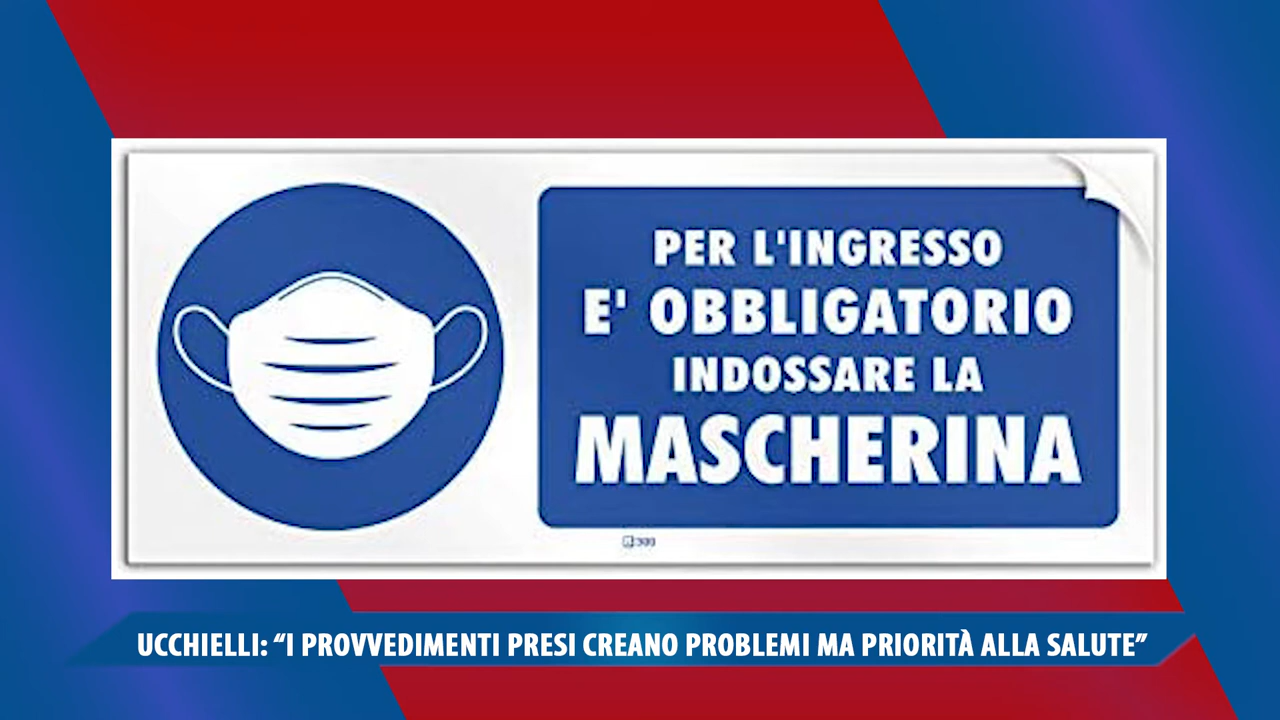 PER L'INGRESSO
E' OBBLIGATORIO
INDOSSARE LA
MASCHERINA
UCCHIELLI: “I PROVVEDIMENTI PRESI CREANO PROBLEMI MA PRIORITÀ ALLA SALUTE”